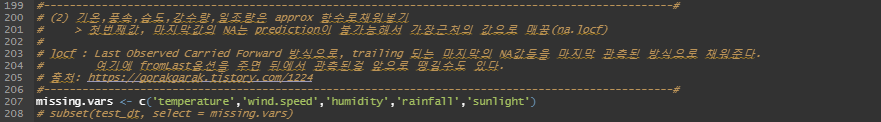 199 #-----------------------------------------------------------------------------------------#
200 # (2) 기온,풍속,습도,강수량,일조량은 approx 함수로채워넣기
201 #     > 첫번째값, 마지막값의 NA는 prediction이 불가능해서 가장근처의 값으로 매꿈(na.locf)
202 #
203 # locf : Last Observed Carried Forward 방식으로, trailing 되는 마지막의 NA값들을 마지막 관측된 방식으로 채워준다.
204 #        여기에 fromLast옵션을 주면 뒤에서 관측된걸 앞으로 땡길수도 있다.
205 # 출처: https://gorakgarak.tistory.com/1224
206 #-----------------------------------------------------------------------------------------#
207 missing.vars <- c('temperature','wind.speed','humidity','rainfall','sunlight')
208 # subset(test_dt, select = missing.vars)